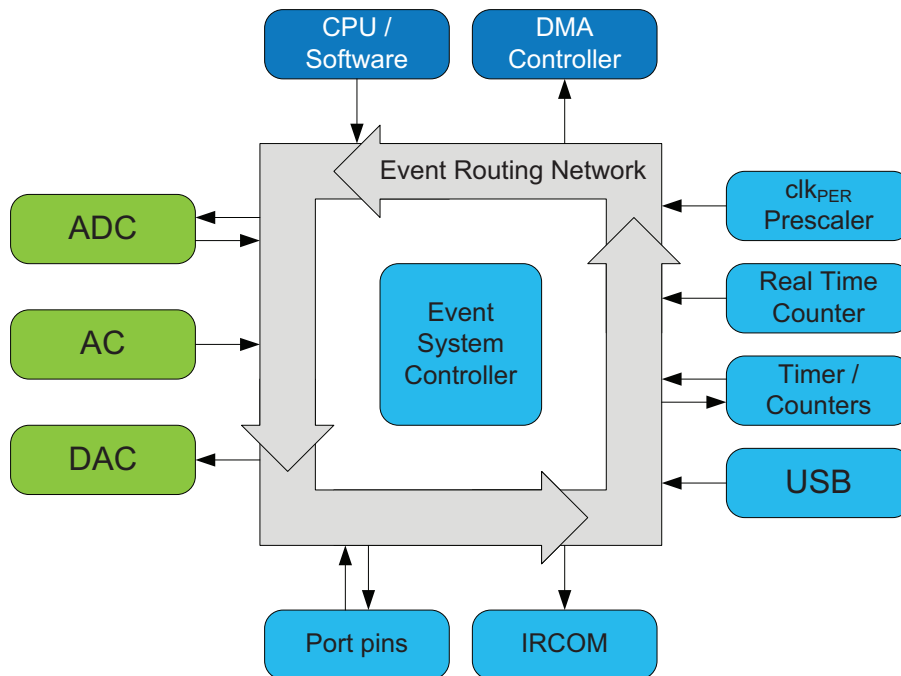 CPU /
Software
DMA
Controller
Event Routing Network
ADC
clkPER
Prescaler
Event
System
Controller
Real Time
Counter
AC
Timer /
Counters
DAC
USB
Port pins
IRCOM